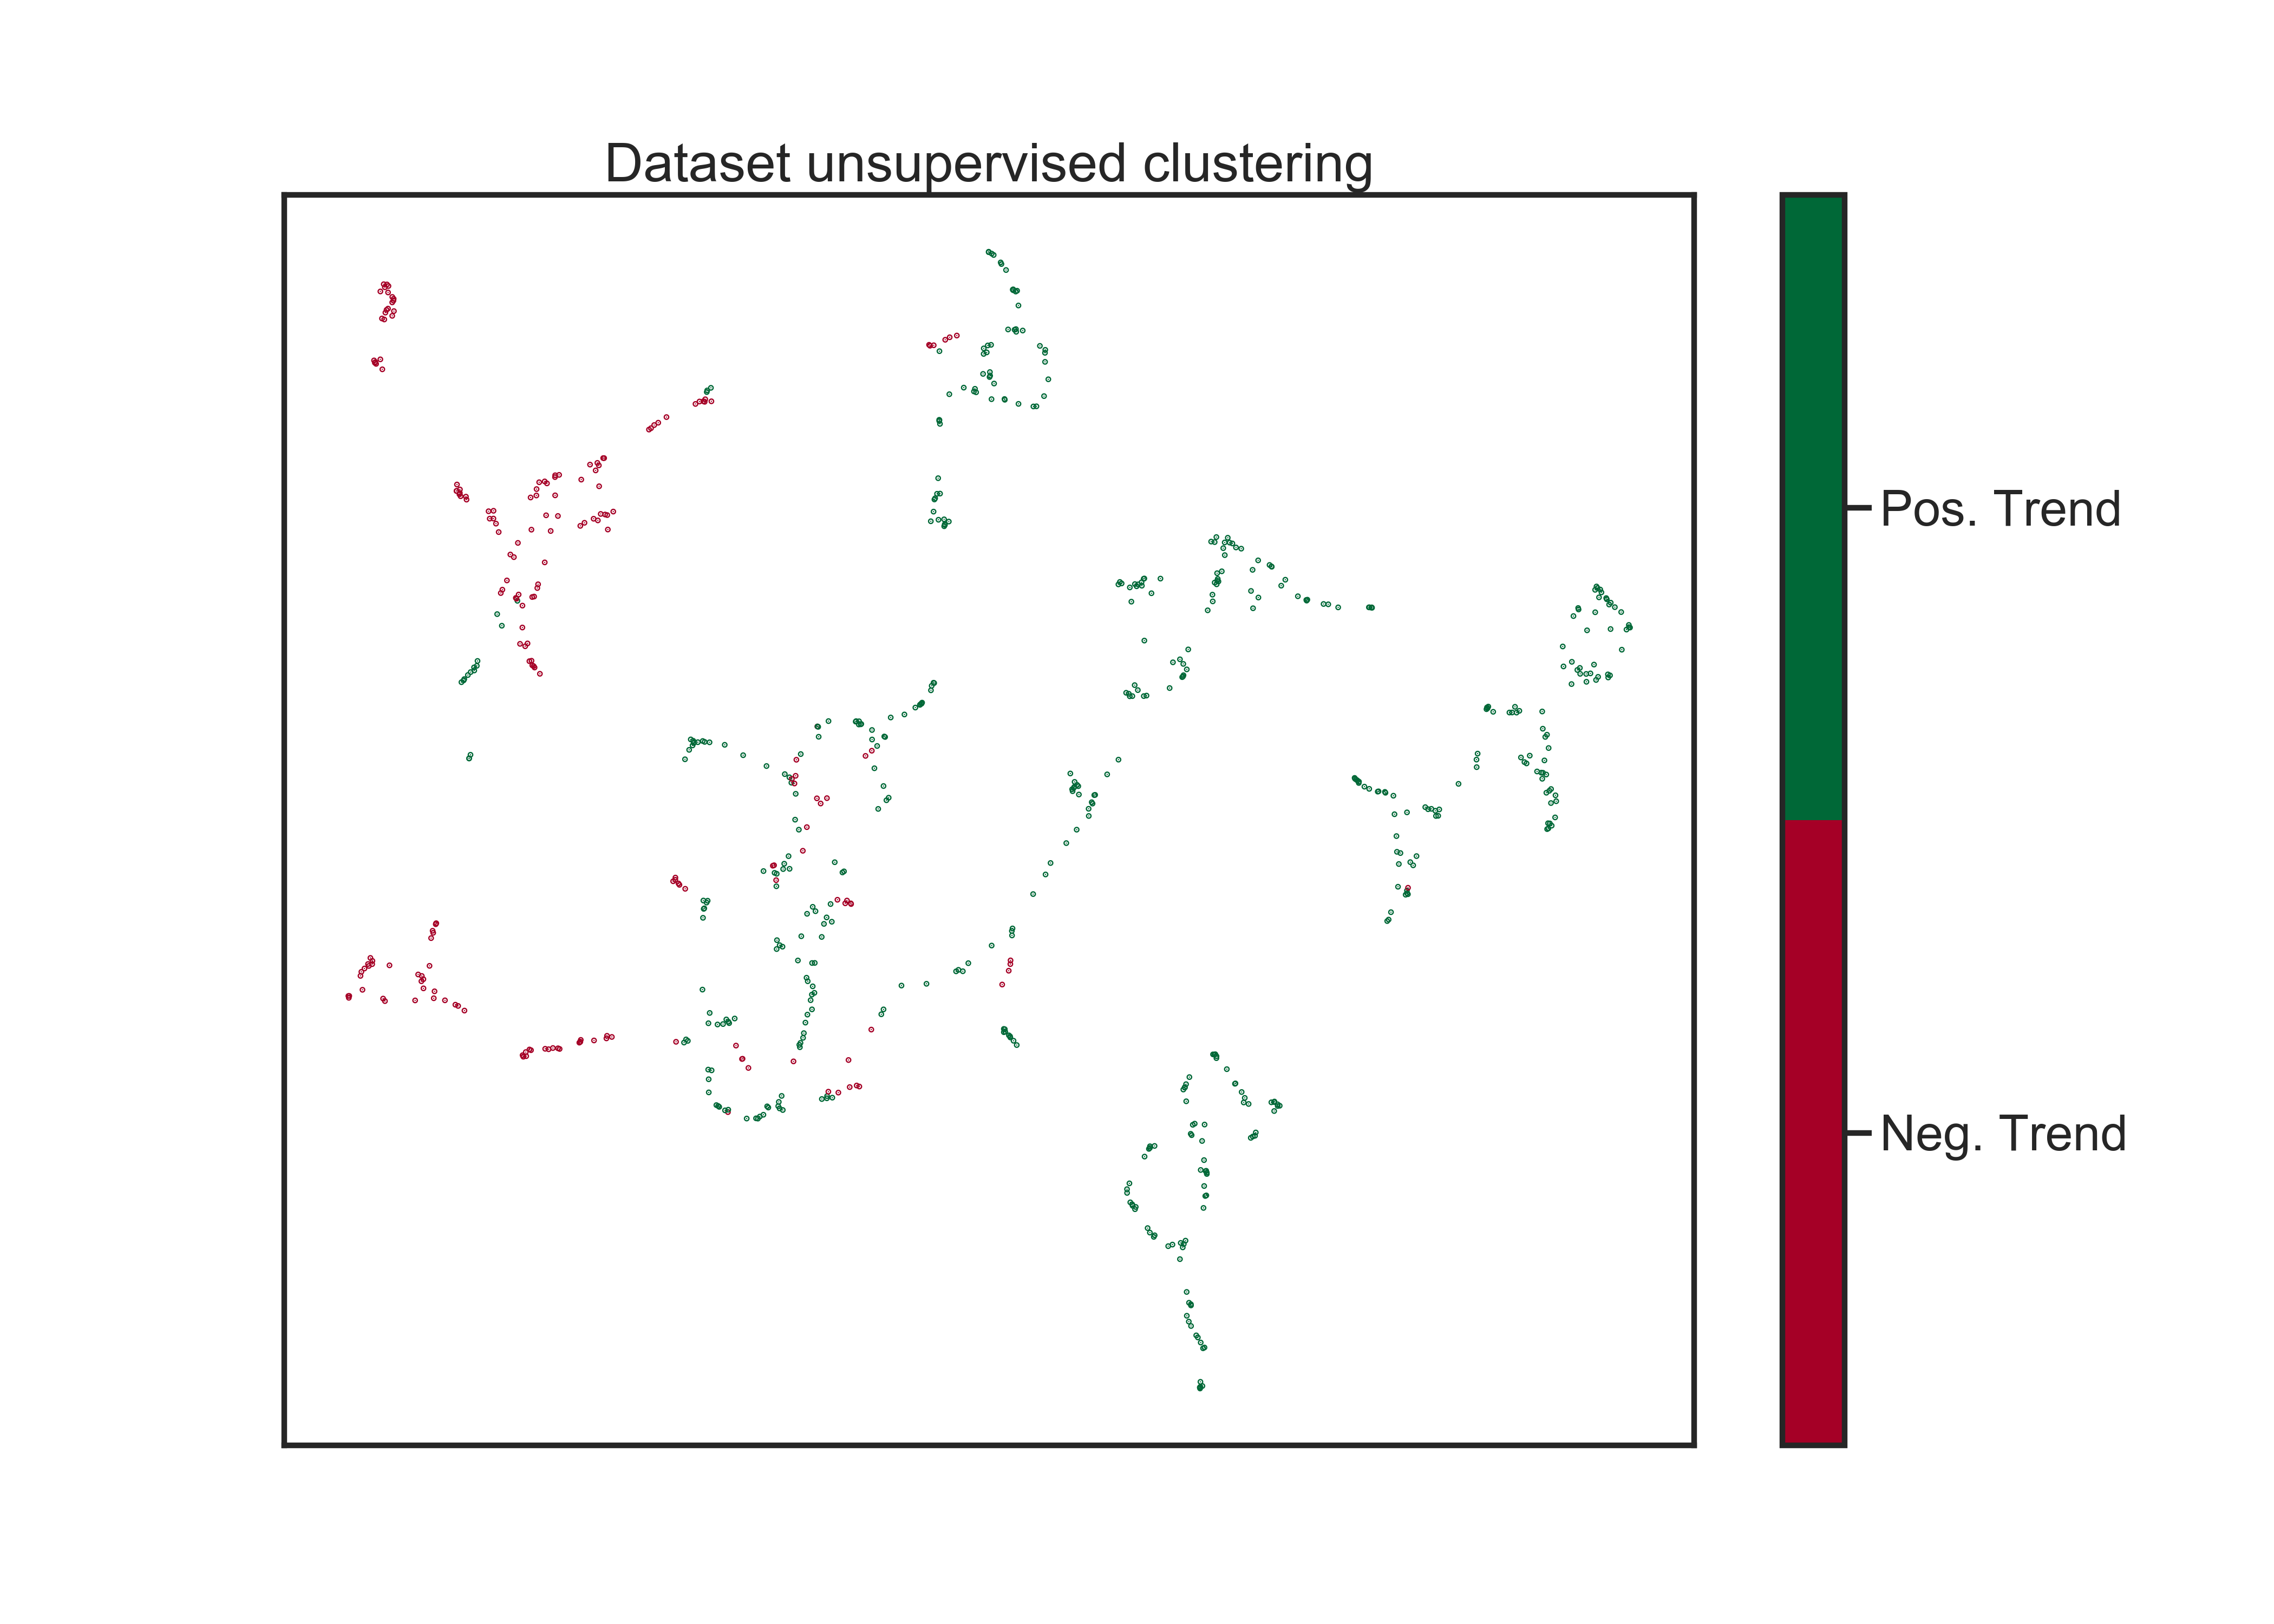 Dataset unsupervised clustering
Pos. Trend
Neg. Trend